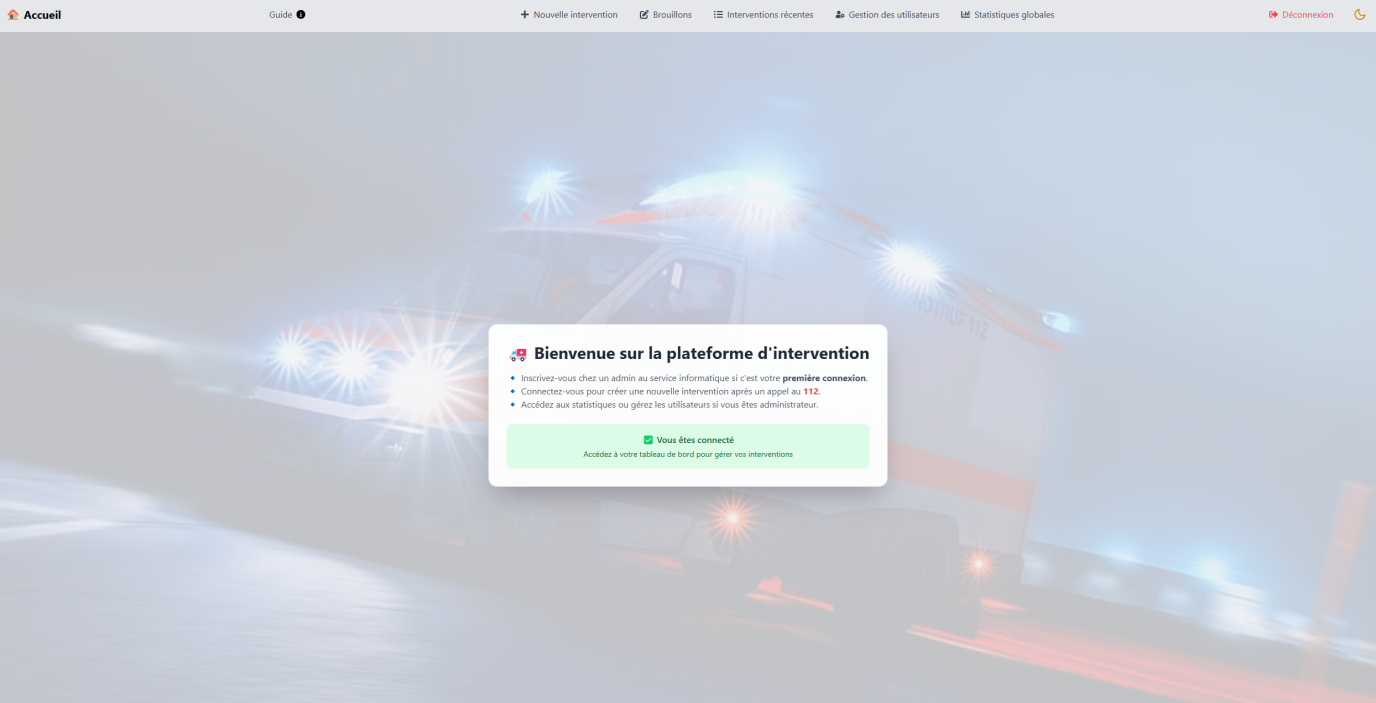 Accueil
Guide
Nouvelle intervention
Brouillons
Interventions récentes
Gestion des utilisateurs
Statistiques globales
Déconnexion
NOTRUF 112
Bienvenue sur la plateforme d'intervention
Inscrivez-vous chez un admin au service informatique si c'est votre première connexion.
Connectez-vous pour créer une nouvelle intervention après un appel au 112.
Accédez aux statistiques ou gérez les utilisateurs si vous êtes administrateur.
Vous êtes connecté
Accédez à votre tableau de bord pour gérer vos interventions